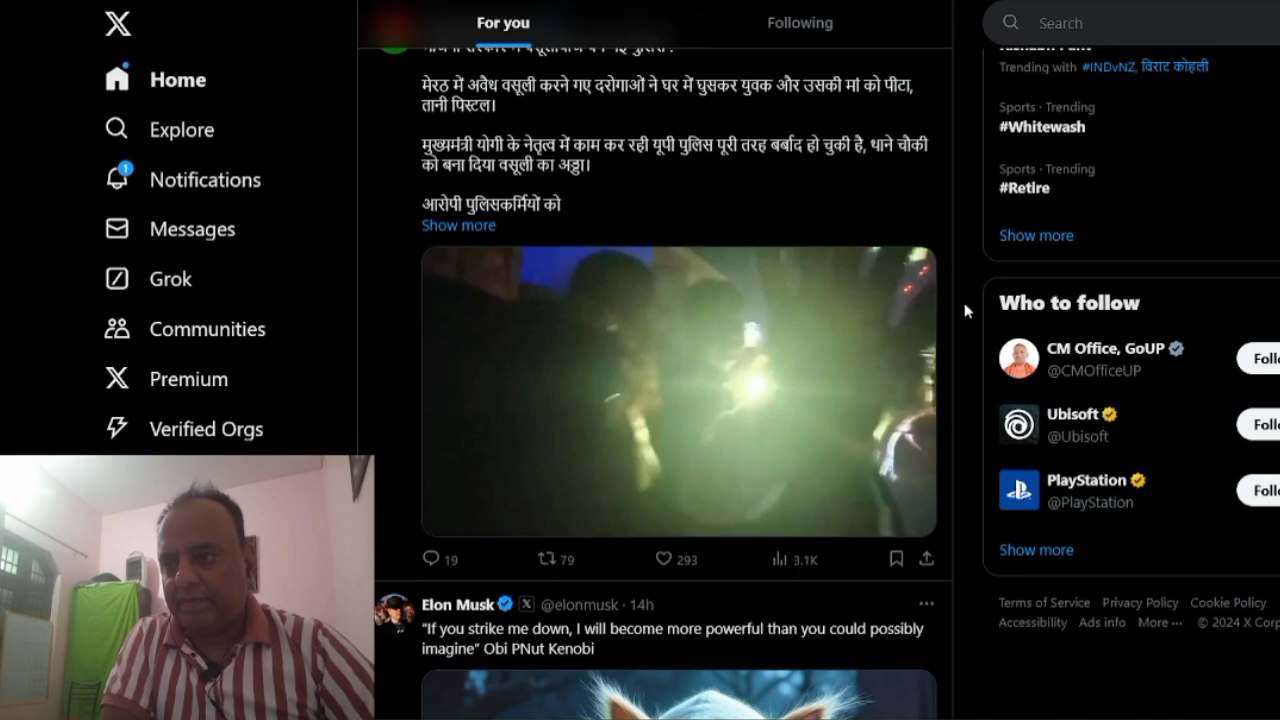 For you
Following
Search
Home
Explore
1
Notifications
Messages
Grok
Communities
Premium
Verified Orgs
मेरठ में अवैध वसूली करने गए दरोगाओं ने घर में घुसकर युवक और उसकी मां को पीटा,
तानी पिस्टल।
मुख्यमंत्री योगी के नेतृत्व में काम कर रही यूपी पुलिस पूरी तरह बर्बाद हो चुकी है, थाने चौकी
को बना दिया वसूली का अड्डा।
आरोपी पुलिसकर्मियों को
Show more
19
79
293
3.1K
Elon Musk @elonmusk · 14h
“If you strike me down, I will become more powerful than you could possibly
imagine” Obi PNut Kenobi
Trending with #INDvNZ, विराट कोहली
Sports · Trending
#Whitewash
Sports · Trending
#Retire
Show more
Who to follow
CM Office, GoUP
@CMOfficeUP
Ubisoft
@Ubisoft
PlayStation
@PlayStation
Show more
Terms of Service Privacy Policy Cookie Policy
Accessibility Ads info More ··· © 2024 X Corp